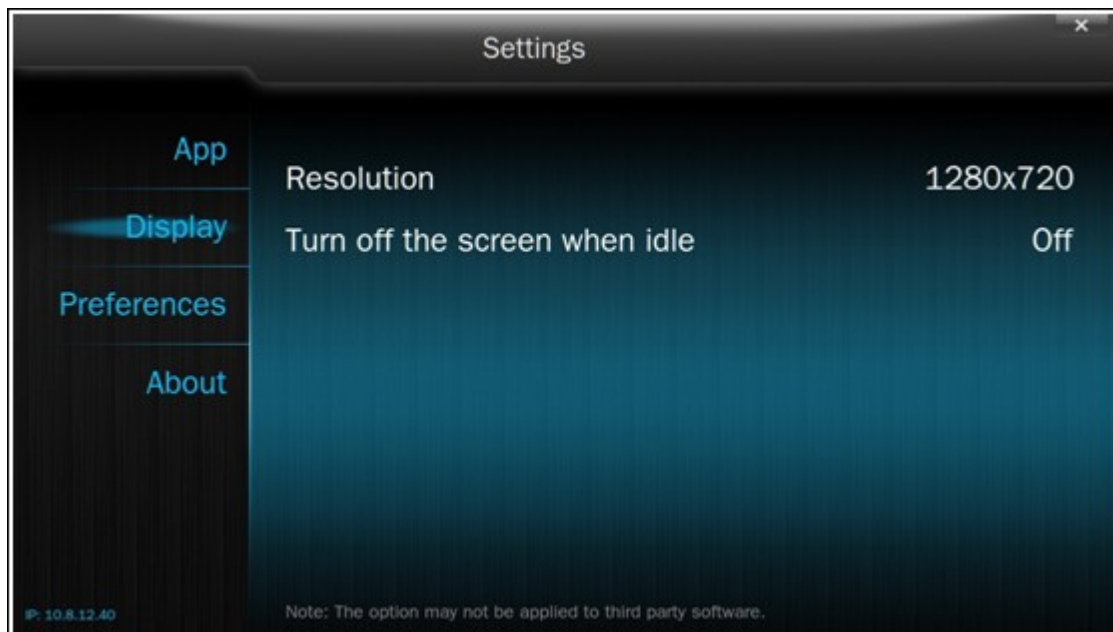 Settings
App
Display
Preferences
About
Resolution 1280x720
Turn off the screen when idle Off
IP: 10.8.12.40
Note: The option may not be applied to third party software.